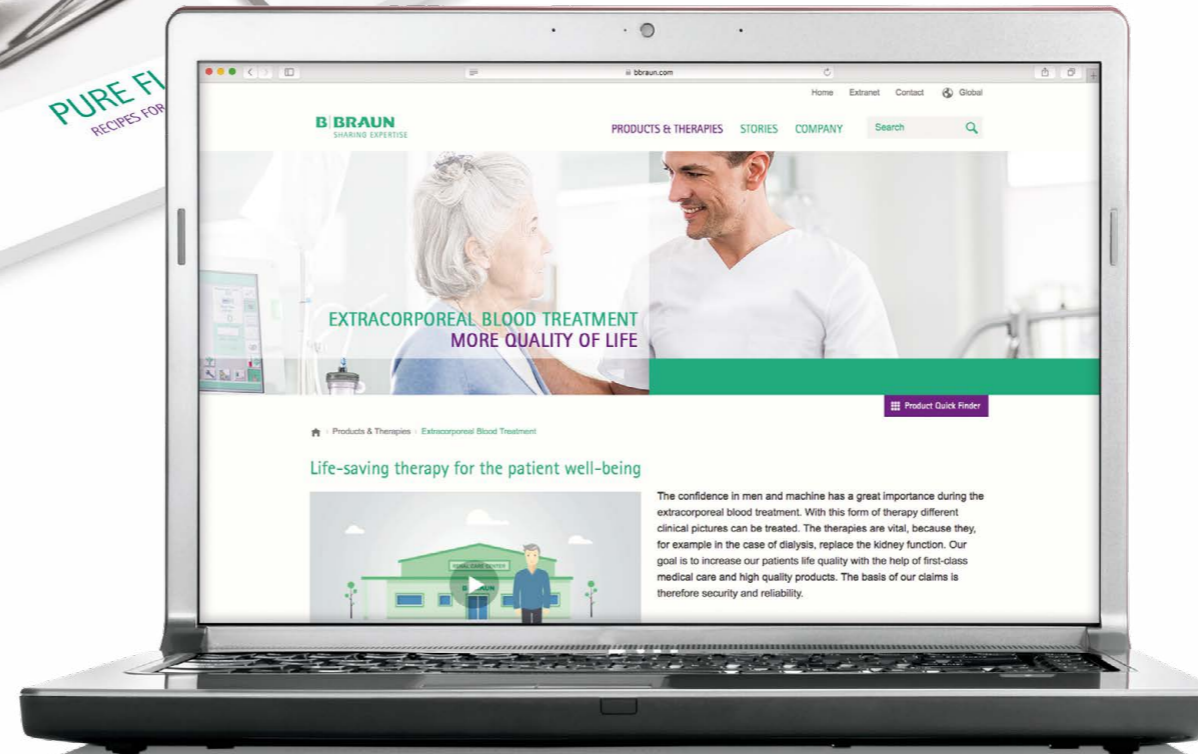 PURE FL
RECIPES FOR
bbraun.com
Home Extranet Contact Global
B BRAUN
SHARING EXPERTISE
PRODUCTS & THERAPIES STORIES COMPANY Search
EXTRACORPOREAL BLOOD TREATMENT
MORE QUALITY OF LIFE
Product Quick Finder
Products & Therapies Extracorporeal Blood Treatment
Life-saving therapy for the patient well-being
The confidence in men and machine has a great importance during the
extracorporeal blood treatment. With this form of therapy different
clinical pictures can be treated. The therapies are vital, because they,
for example in the case of dialysis, replace the kidney function. Our
goal is to increase our patients life quality with the help of first-class
medical care and high quality products. The basis of our claims is
therefore security and reliability.
RENAL CARE CENTER
B BRAUN